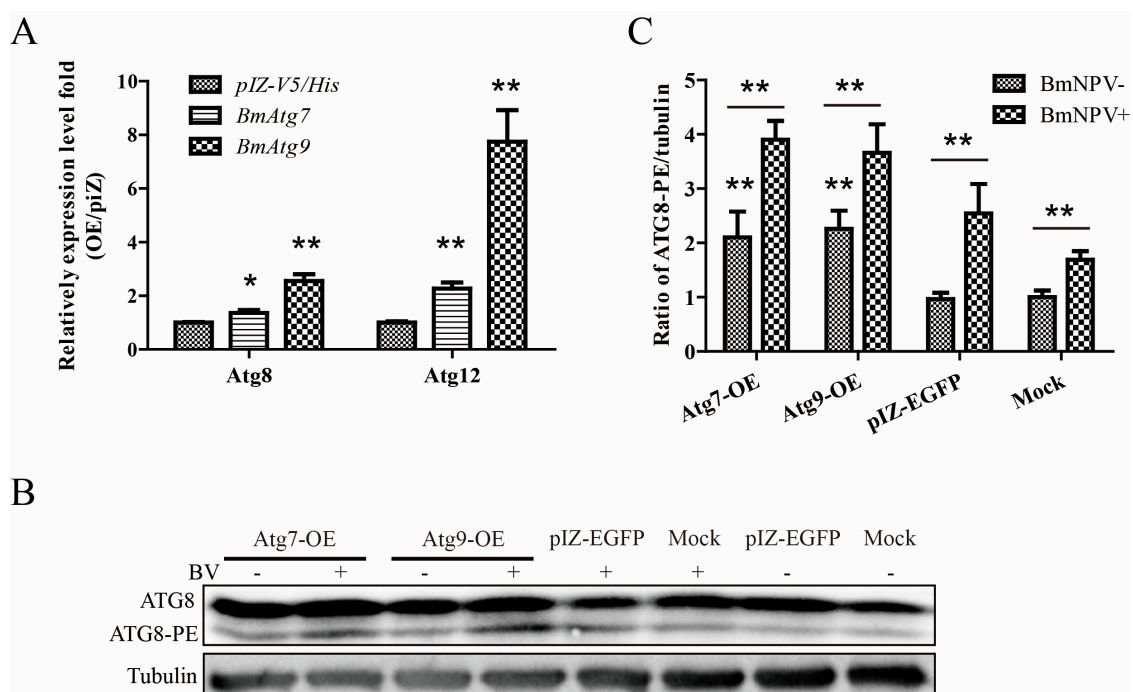 A
Relatively expression level fold
(OE/piZ)
10
8
6
4
2
0
pIZ-V5/His
BmAtg7
BmAtg9
*
**
**
**
Atg8
Atg12
C
Ratio of ATG8-PE/tubulin
5
4
3
2
1
0
BmNPV-
BmNPV+
**
**
**
**
**
**
Atg7-OE
Atg9-OE
pIZ-EGFP
Mock
B
Atg7-OE Atg9-OE pIZ-EGFP Mock pIZ-EGFP Mock
BV - + - + + + - -
ATG8
ATG8-PE
Tubulin